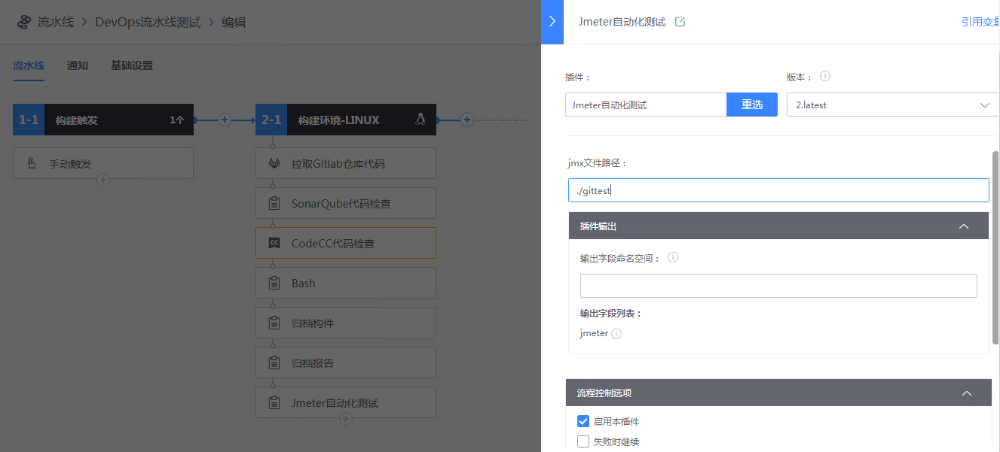 流水线 > DevOps流水线测试 > 编辑
流水线 通知 基础设置
1-1 构建触发 1个
手动触发
2-1 构建环境-LINUX
拉取Gitlab仓库代码
SonarQube代码检查
CC CodeCC代码检查
Bash
归档构件
归档报告
Jmeter自动化测试
Jmeter自动化测试 引用变量
插件：
Jmeter自动化测试 重选
版本：
2.latest
jmx文件路径：
./gittest
插件输出
输出字段命名空间：
输出字段列表：
jmeter
流程控制选项
启用本插件
失败时继续